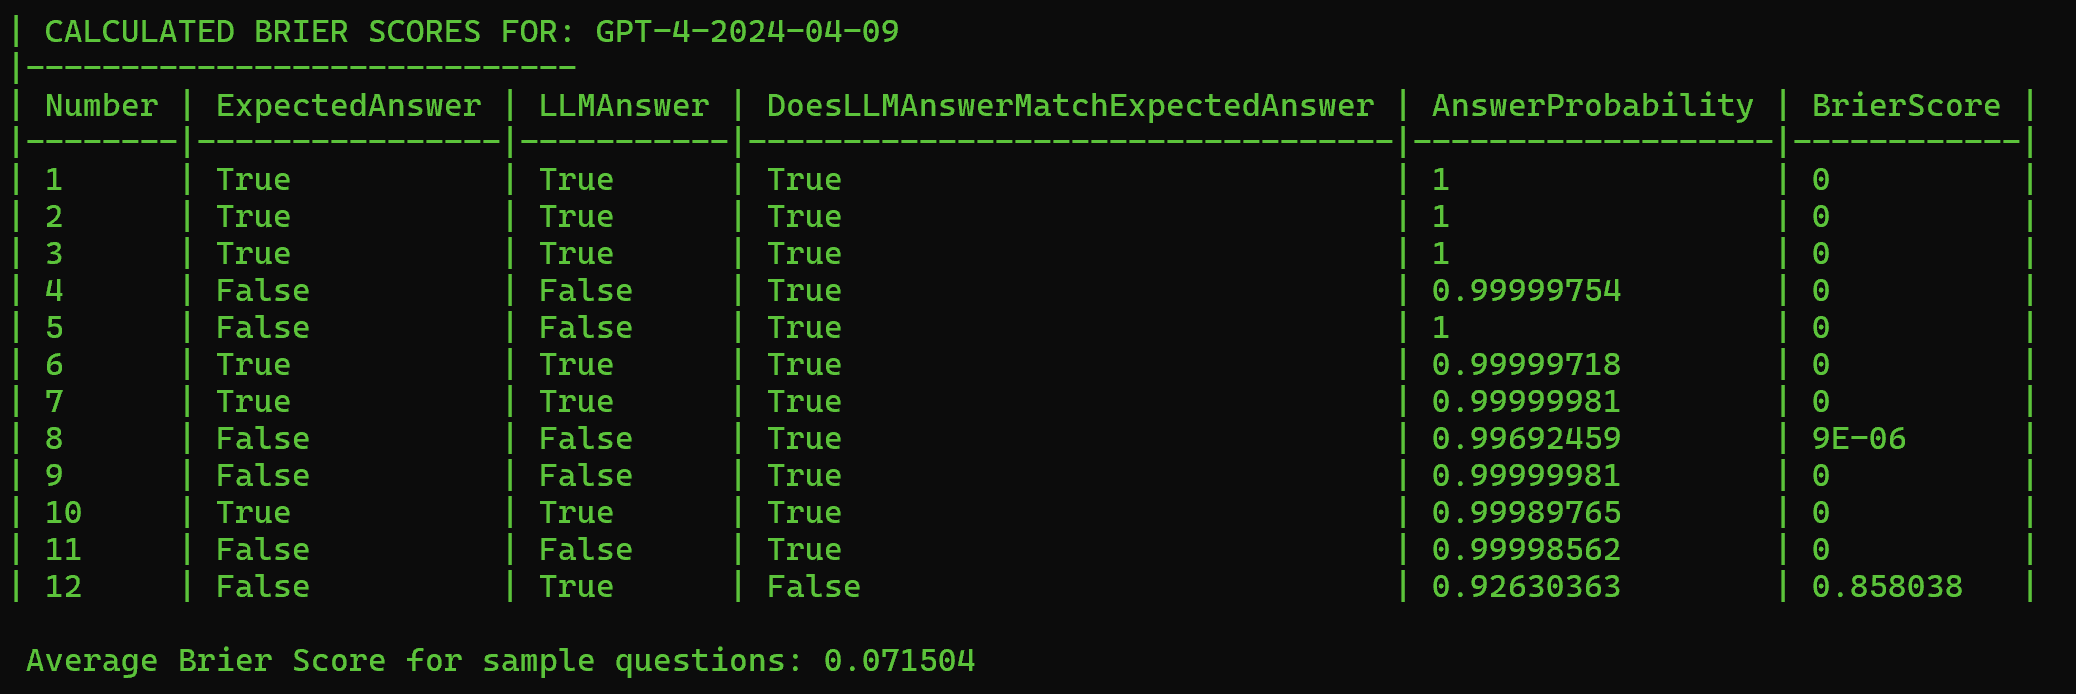 | CALCULATED BRIER SCORES FOR: GPT-4-2024-04-09
|-----------------------------
| Number | ExpectedAnswer | LLMAnswer | DoesLLMAnswerMatchExpectedAnswer | AnswerProbability | BrierScore |
|--------|----------------|-----------|----------------------------------|-------------------|------------|
| 1      | True           | True      | True                             | 1                 | 0          |
| 2      | True           | True      | True                             | 1                 | 0          |
| 3      | True           | True      | True                             | 1                 | 0          |
| 4      | False          | False     | True                             | 0.99999754        | 0          |
| 5      | False          | False     | True                             | 1                 | 0          |
| 6      | True           | True      | True                             | 0.99999718        | 0          |
| 7      | True           | True      | True                             | 0.99999981        | 0          |
| 8      | False          | False     | True                             | 0.99692459        | 9E-06      |
| 9      | False          | False     | True                             | 0.99999981        | 0          |
| 10     | True           | True      | True                             | 0.99989765        | 0          |
| 11     | False          | False     | True                             | 0.99998562        | 0          |
| 12     | False          | True      | False                            | 0.92630363        | 0.858038   |
Average Brier Score for sample questions: 0.071504